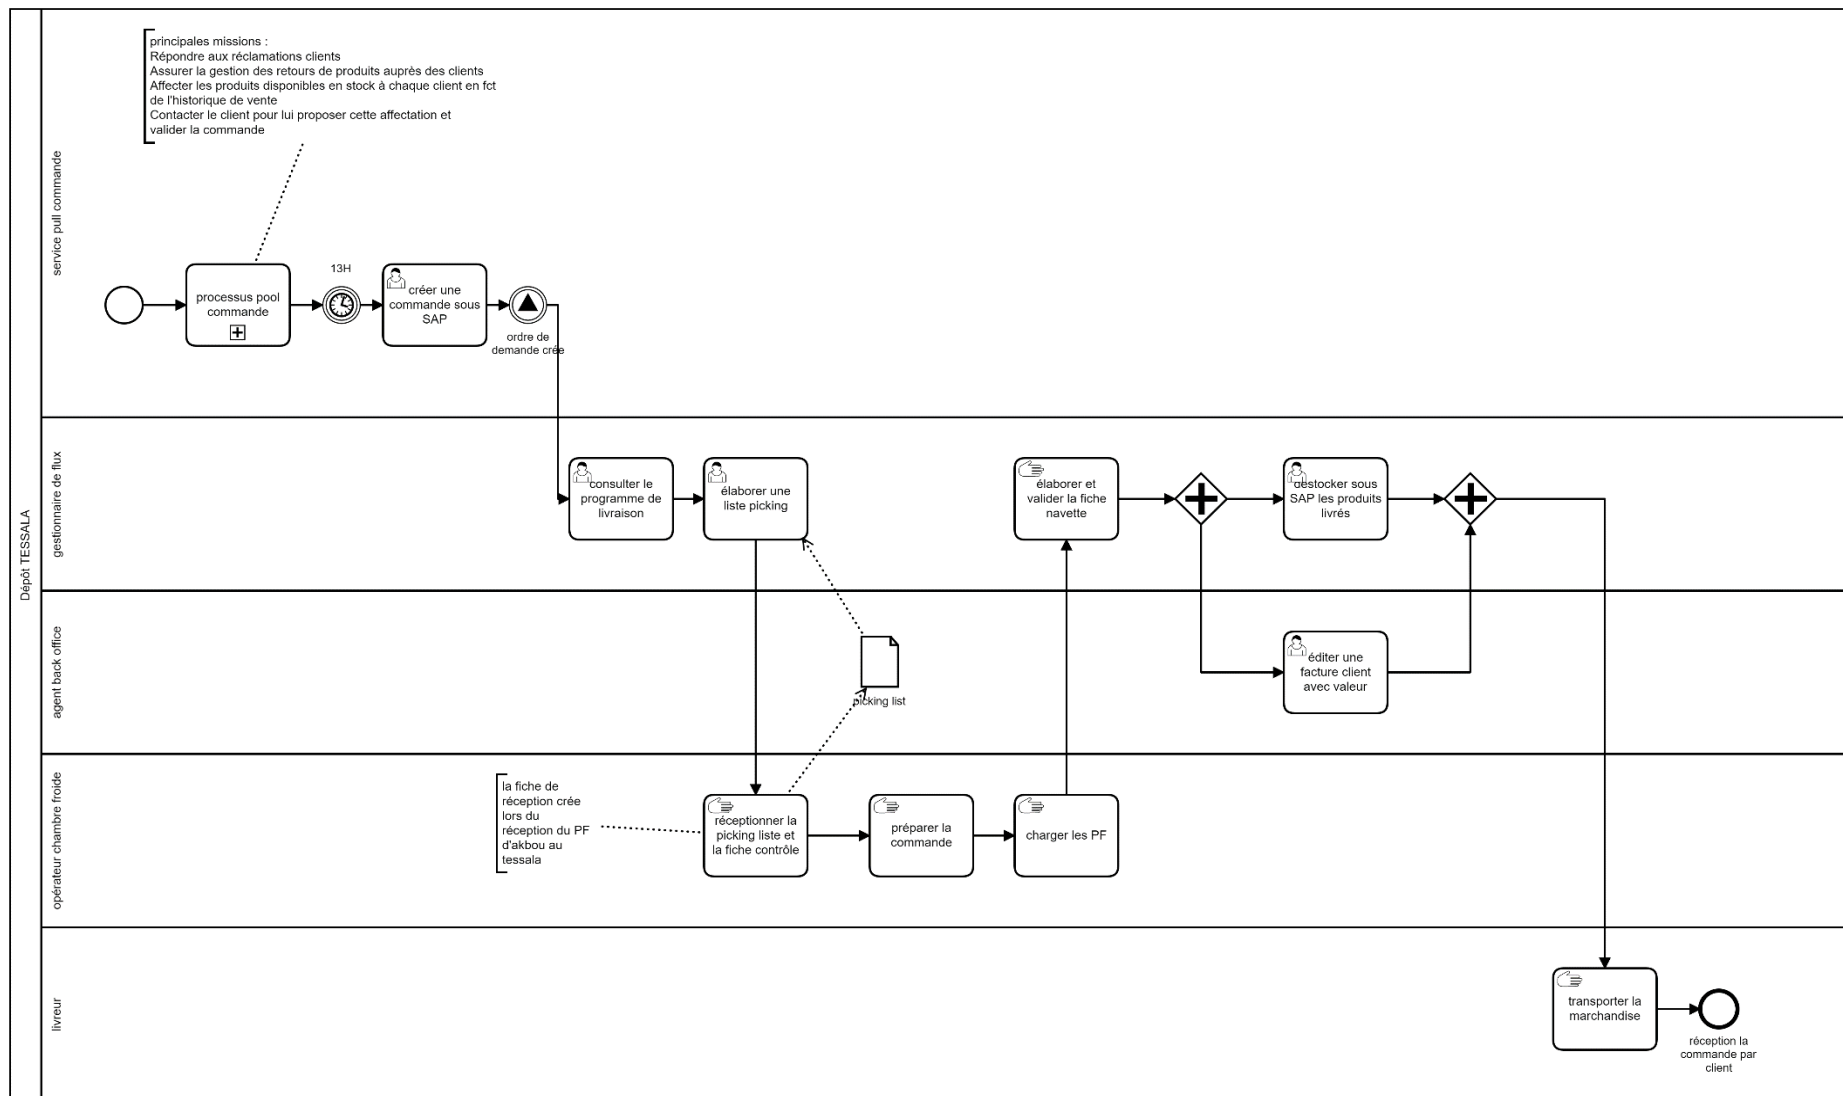 principales missions :
Répondre aux réclamations clients
Assurer la gestion des retours de produits auprès des clients
Affecter les produits disponibles en stock à chaque client en fct
de l'historique de vente
Contacter le client pour lui proposer cette affectation et
valider la commande
service pull commande
13H
processus pool
commande
créer une
commande sous
SAP
ordre de
demande crée
Dépôt TESSALA
gestionnaire de flux
consulter le
programme de
livraison
élaborer une
liste picking
élaborer et
valider la fiche
navette
destocker sous
SAP les produits
livrés
agent back office
picking list
éditer une
facture client
avec valeur
opérateur chambre froide
la fiche de
réception crée
lors du
réception du PF
d'akbou au
tessala
réceptionner la
picking liste et
la fiche contrôle
préparer la
commande
charger les PF
livreur
transporter la
marchandise
réception la
commande par
client